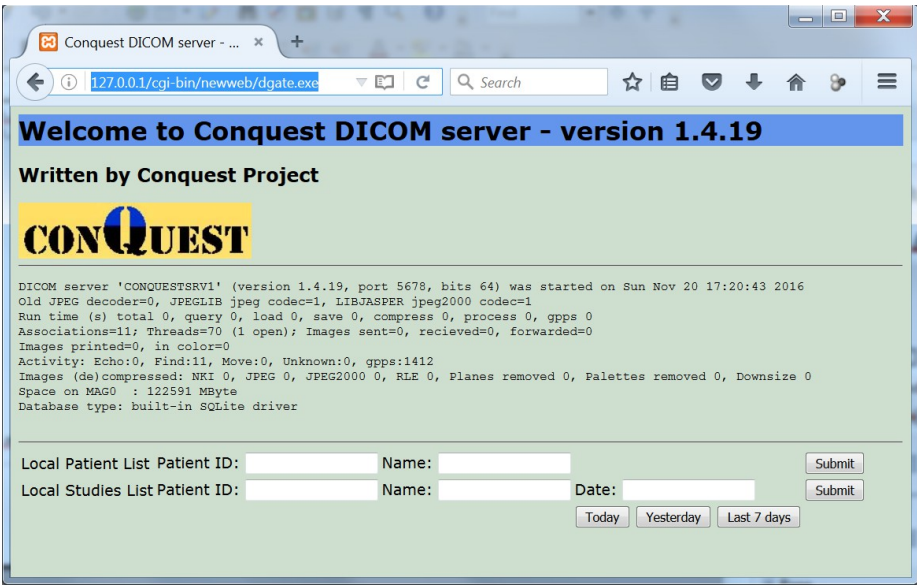 Conquest DICOM server - ...
127.0.0.1/cgi-bin/newweb/dgate.exe
Search
Welcome to Conquest DICOM server - version 1.4.19
Written by Conquest Project
CONQUEST
DICOM server 'CONQUESTSRV1' (version 1.4.19, port 5678, bits 64) was started on Sun Nov 20 17:20:43 2016
Old JPEG decoder=0, JPEGLIB jpeg codec=1, LIBJASPER jpeg2000 codec=1
Run time (s) total 0, query 0, load 0, save 0, compress 0, process 0, gpps 0
Associations=11; Threads=70 (1 open); Images sent=0, recieved=0, forwarded=0
Images printed=0, in color=0
Activity: Echo:0, Find:11, Move:0, Unknown:0, gpps:1412
Images (de)compressed: NKI 0, JPEG 0, JPEG2000 0, RLE 0, Planes removed 0, Palettes removed 0, Downsize 0
Space on MAG0  : 122591 MByte
Database type: built-in SQLite driver
Local Patient List Patient ID: Name: Submit
Local Studies List Patient ID: Name: Date: Submit
Today Yesterday Last 7 days